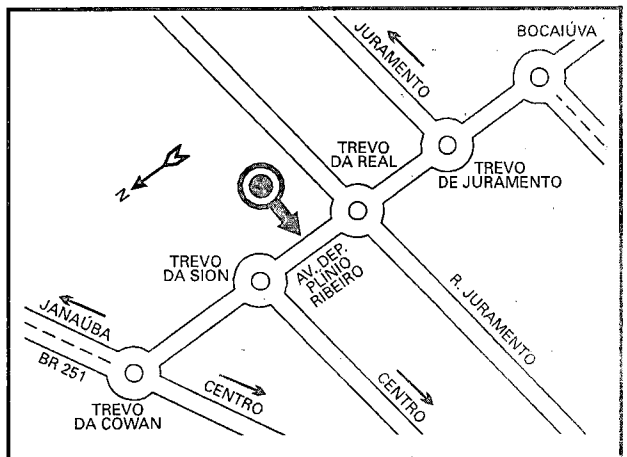 BOCAIÚVA
JURAMENTO
TREVO
DA REAL
TREVO
DE JURAMENTO
N
TREVO
DA SION
AV. DEP.
PLÍNIO
RIBEIRO
R. JURAMENTO
JANAÚBA
BR 251
CENTRO
CENTRO
TREVO
DA COWAN